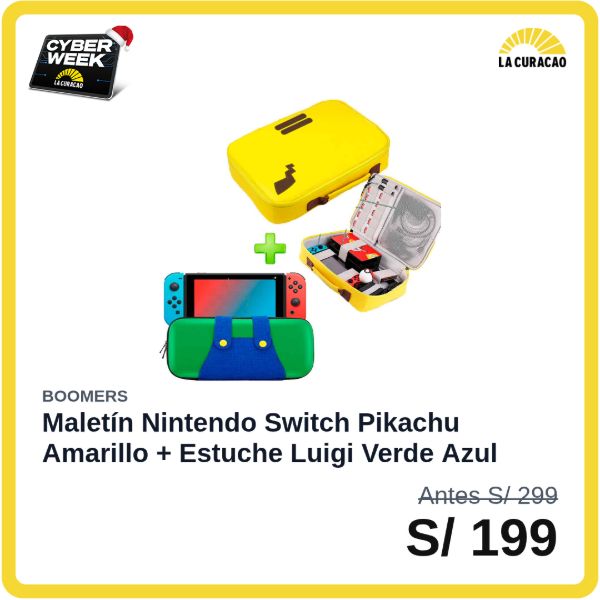 CYBER
WEEK
LA CURACAO
LA CURACAO
BOOMERS
Maletín Nintendo Switch Pikachu
Amarillo + Estuche Luigi Verde Azul
Antes S/ 299
S/ 199